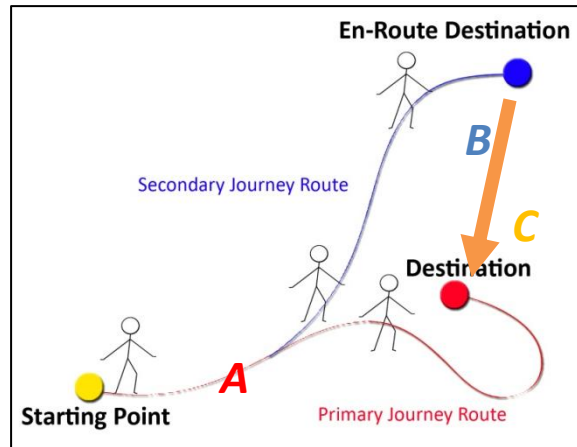 En-Route Destination
B
Secondary Journey Route
C
Destination
A
Starting Point
Primary Journey Route